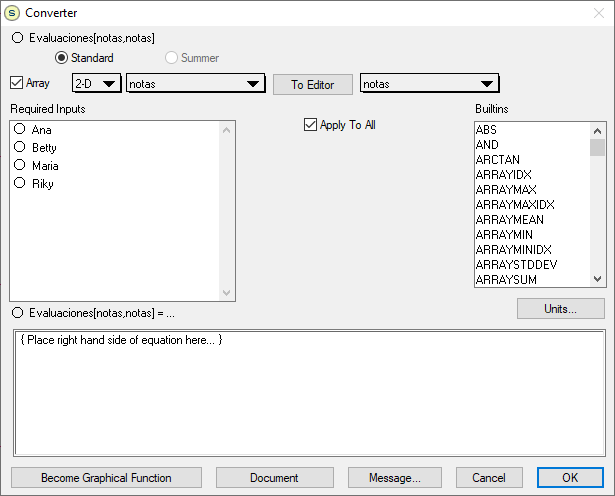 Converter
Evaluaciones[notas,notas]
Standard
Summer
Array
2-D
notas
To Editor
notas
Required Inputs
Builtins
Ana
Betty
Maria
Riky
Apply To All
ABS
AND
ARCTAN
ARRAYIDX
ARRAYMAX
ARRAYMAXIDX
ARRAYMEAN
ARRAYMIN
ARRAYMINIDX
ARRAYSTDDEV
ARRAYSUM
Units...
Evaluaciones[notas,notas] = ...
{ Place right hand side of equation here... }
Become Graphical Function
Document
Message...
Cancel
OK